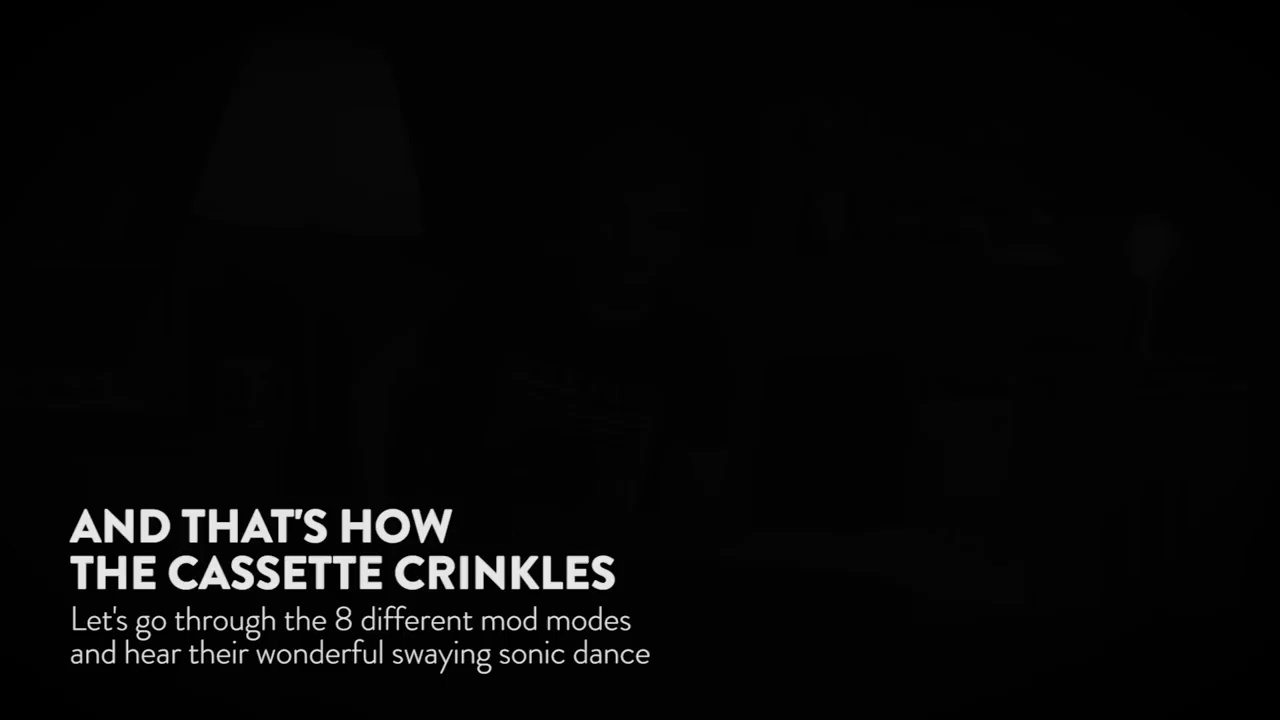 AND THAT'S HOW
THE CASSETTE CRINKLES
Let's go through the 8 different mod modes
and hear their wonderful swaying sonic dance